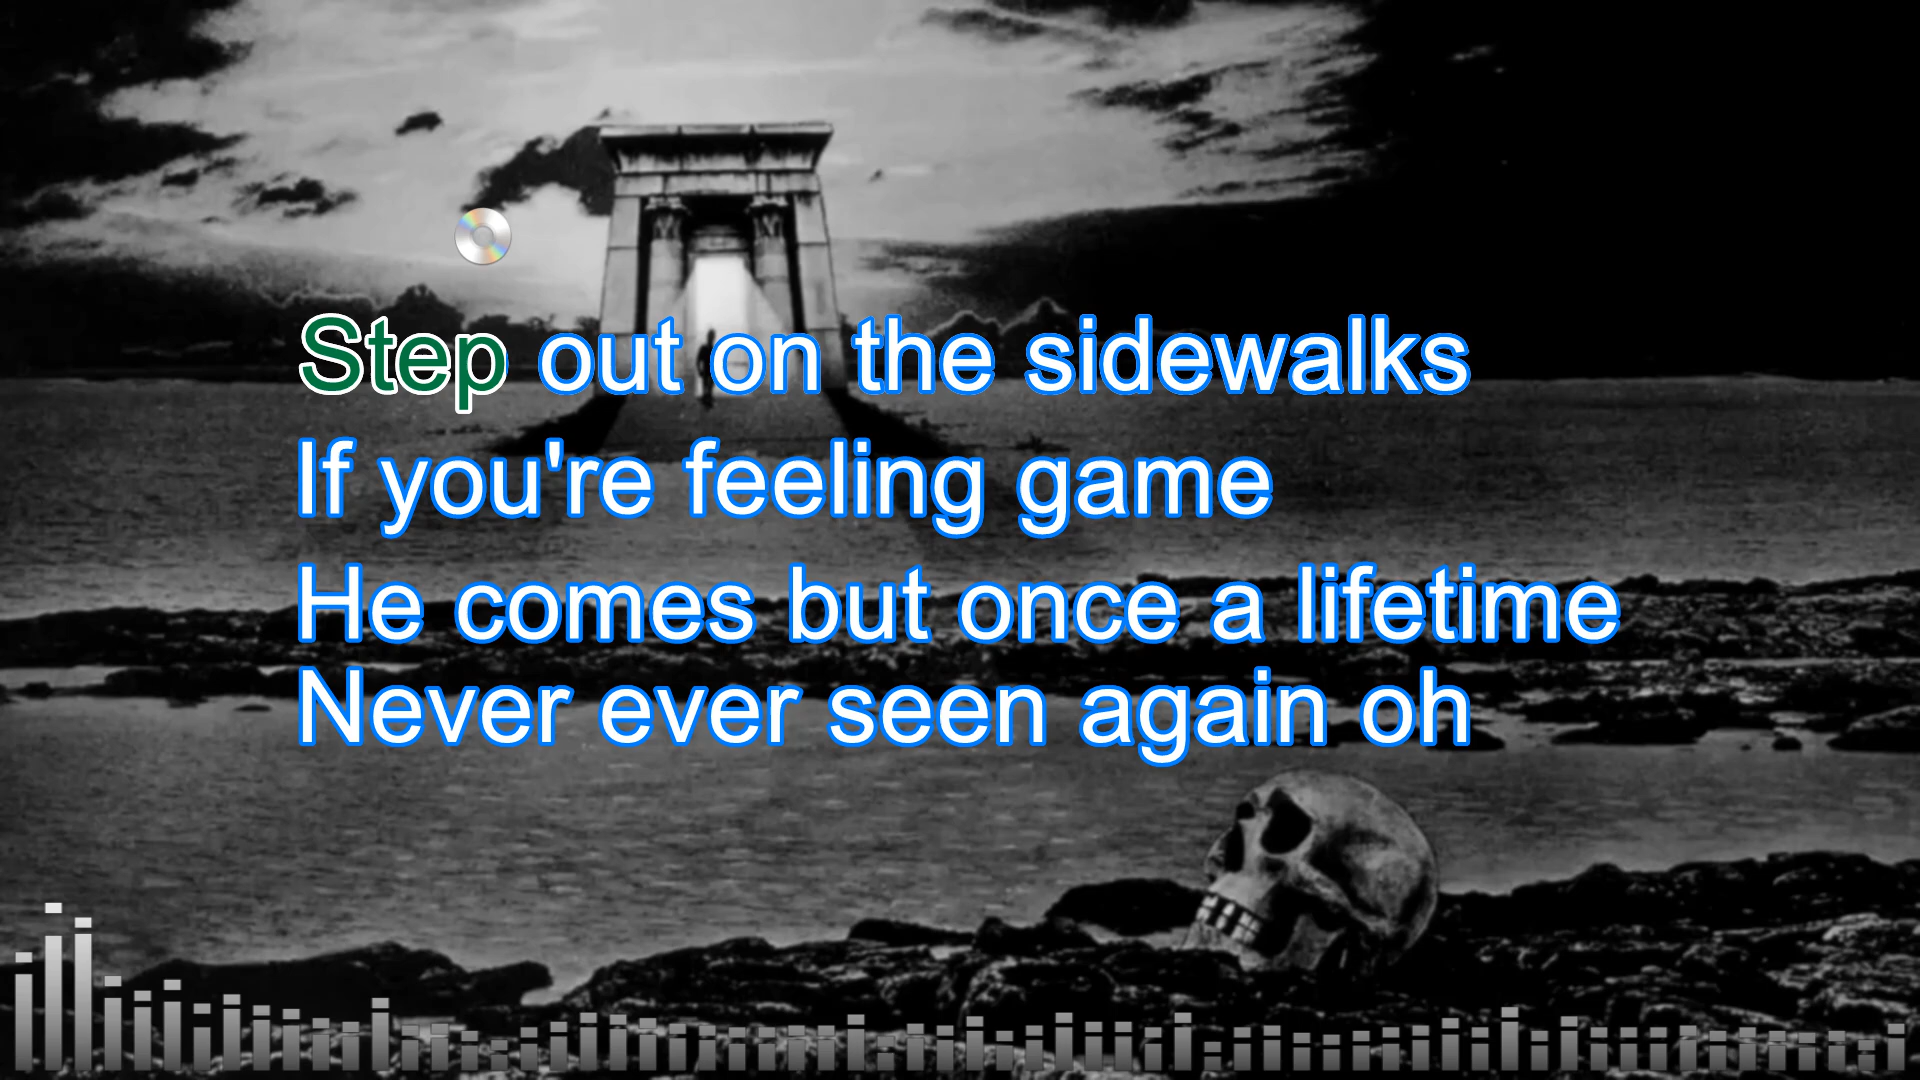 Step out on the sidewalks
If you're feeling game
He comes but once a lifetime
Never ever seen again oh